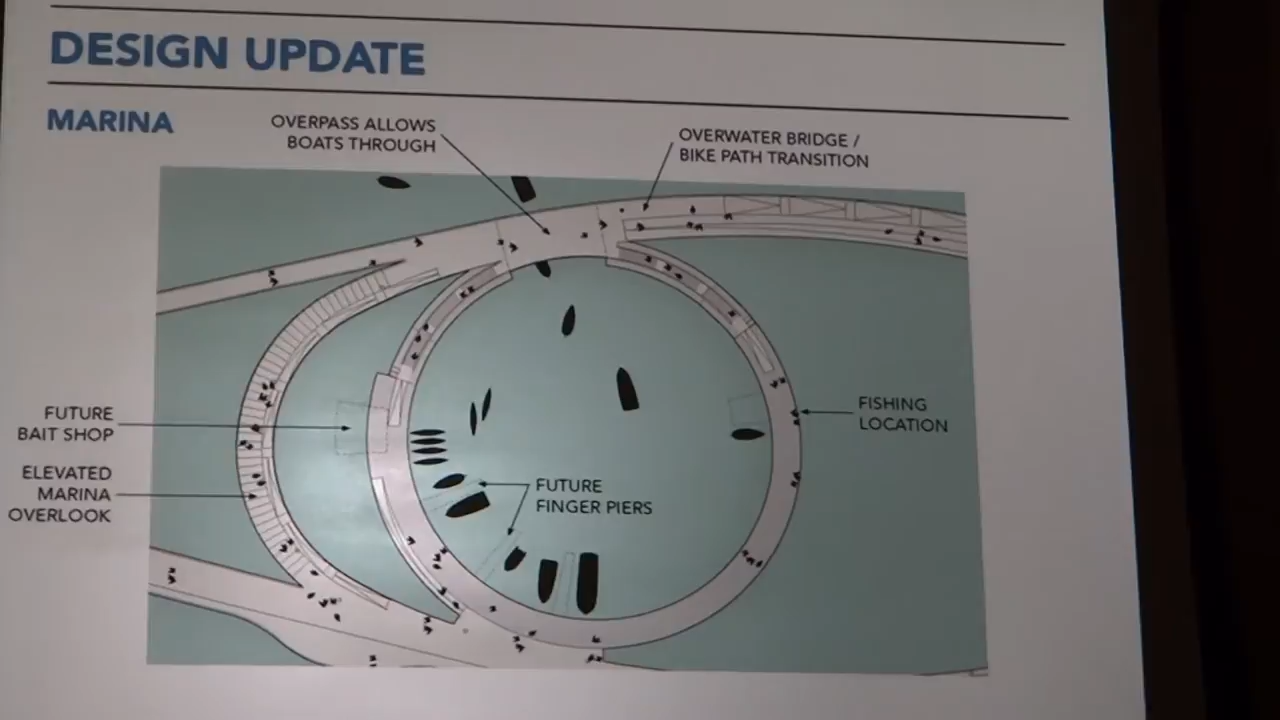 DESIGN UPDATE
MARINA
OVERPASS ALLOWS
BOATS THROUGH
OVERWATER BRIDGE /
BIKE PATH TRANSITION
FUTURE
BAIT SHOP
ELEVATED
MARINA
OVERLOOK
FISHING
LOCATION
FUTURE
FINGER PIERS